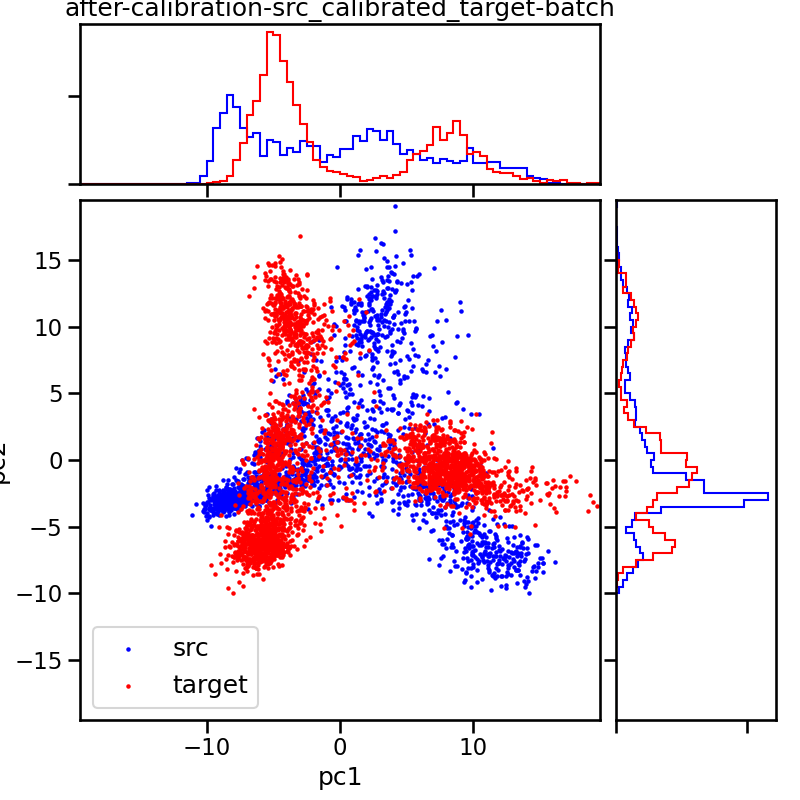 after-calibration-src_calibrated_target-batch
15
10
5
0
−5
−10
−15
pc2
src
target
−10 0 10
pc1